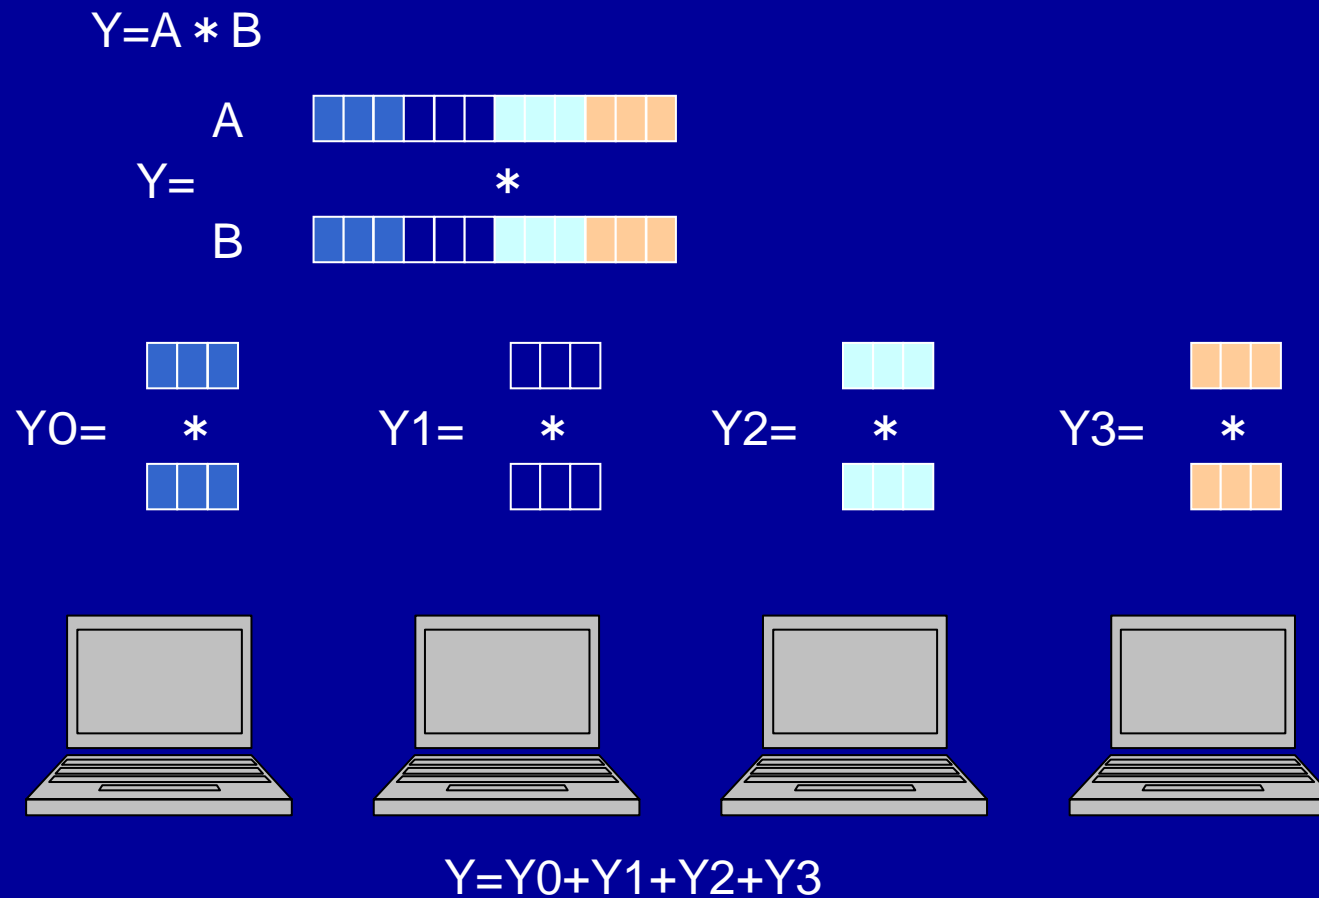 Y=A * B
A
Y= *
B
Y0= * Y1= * Y2= * Y3= *
Y=Y0+Y1+Y2+Y3